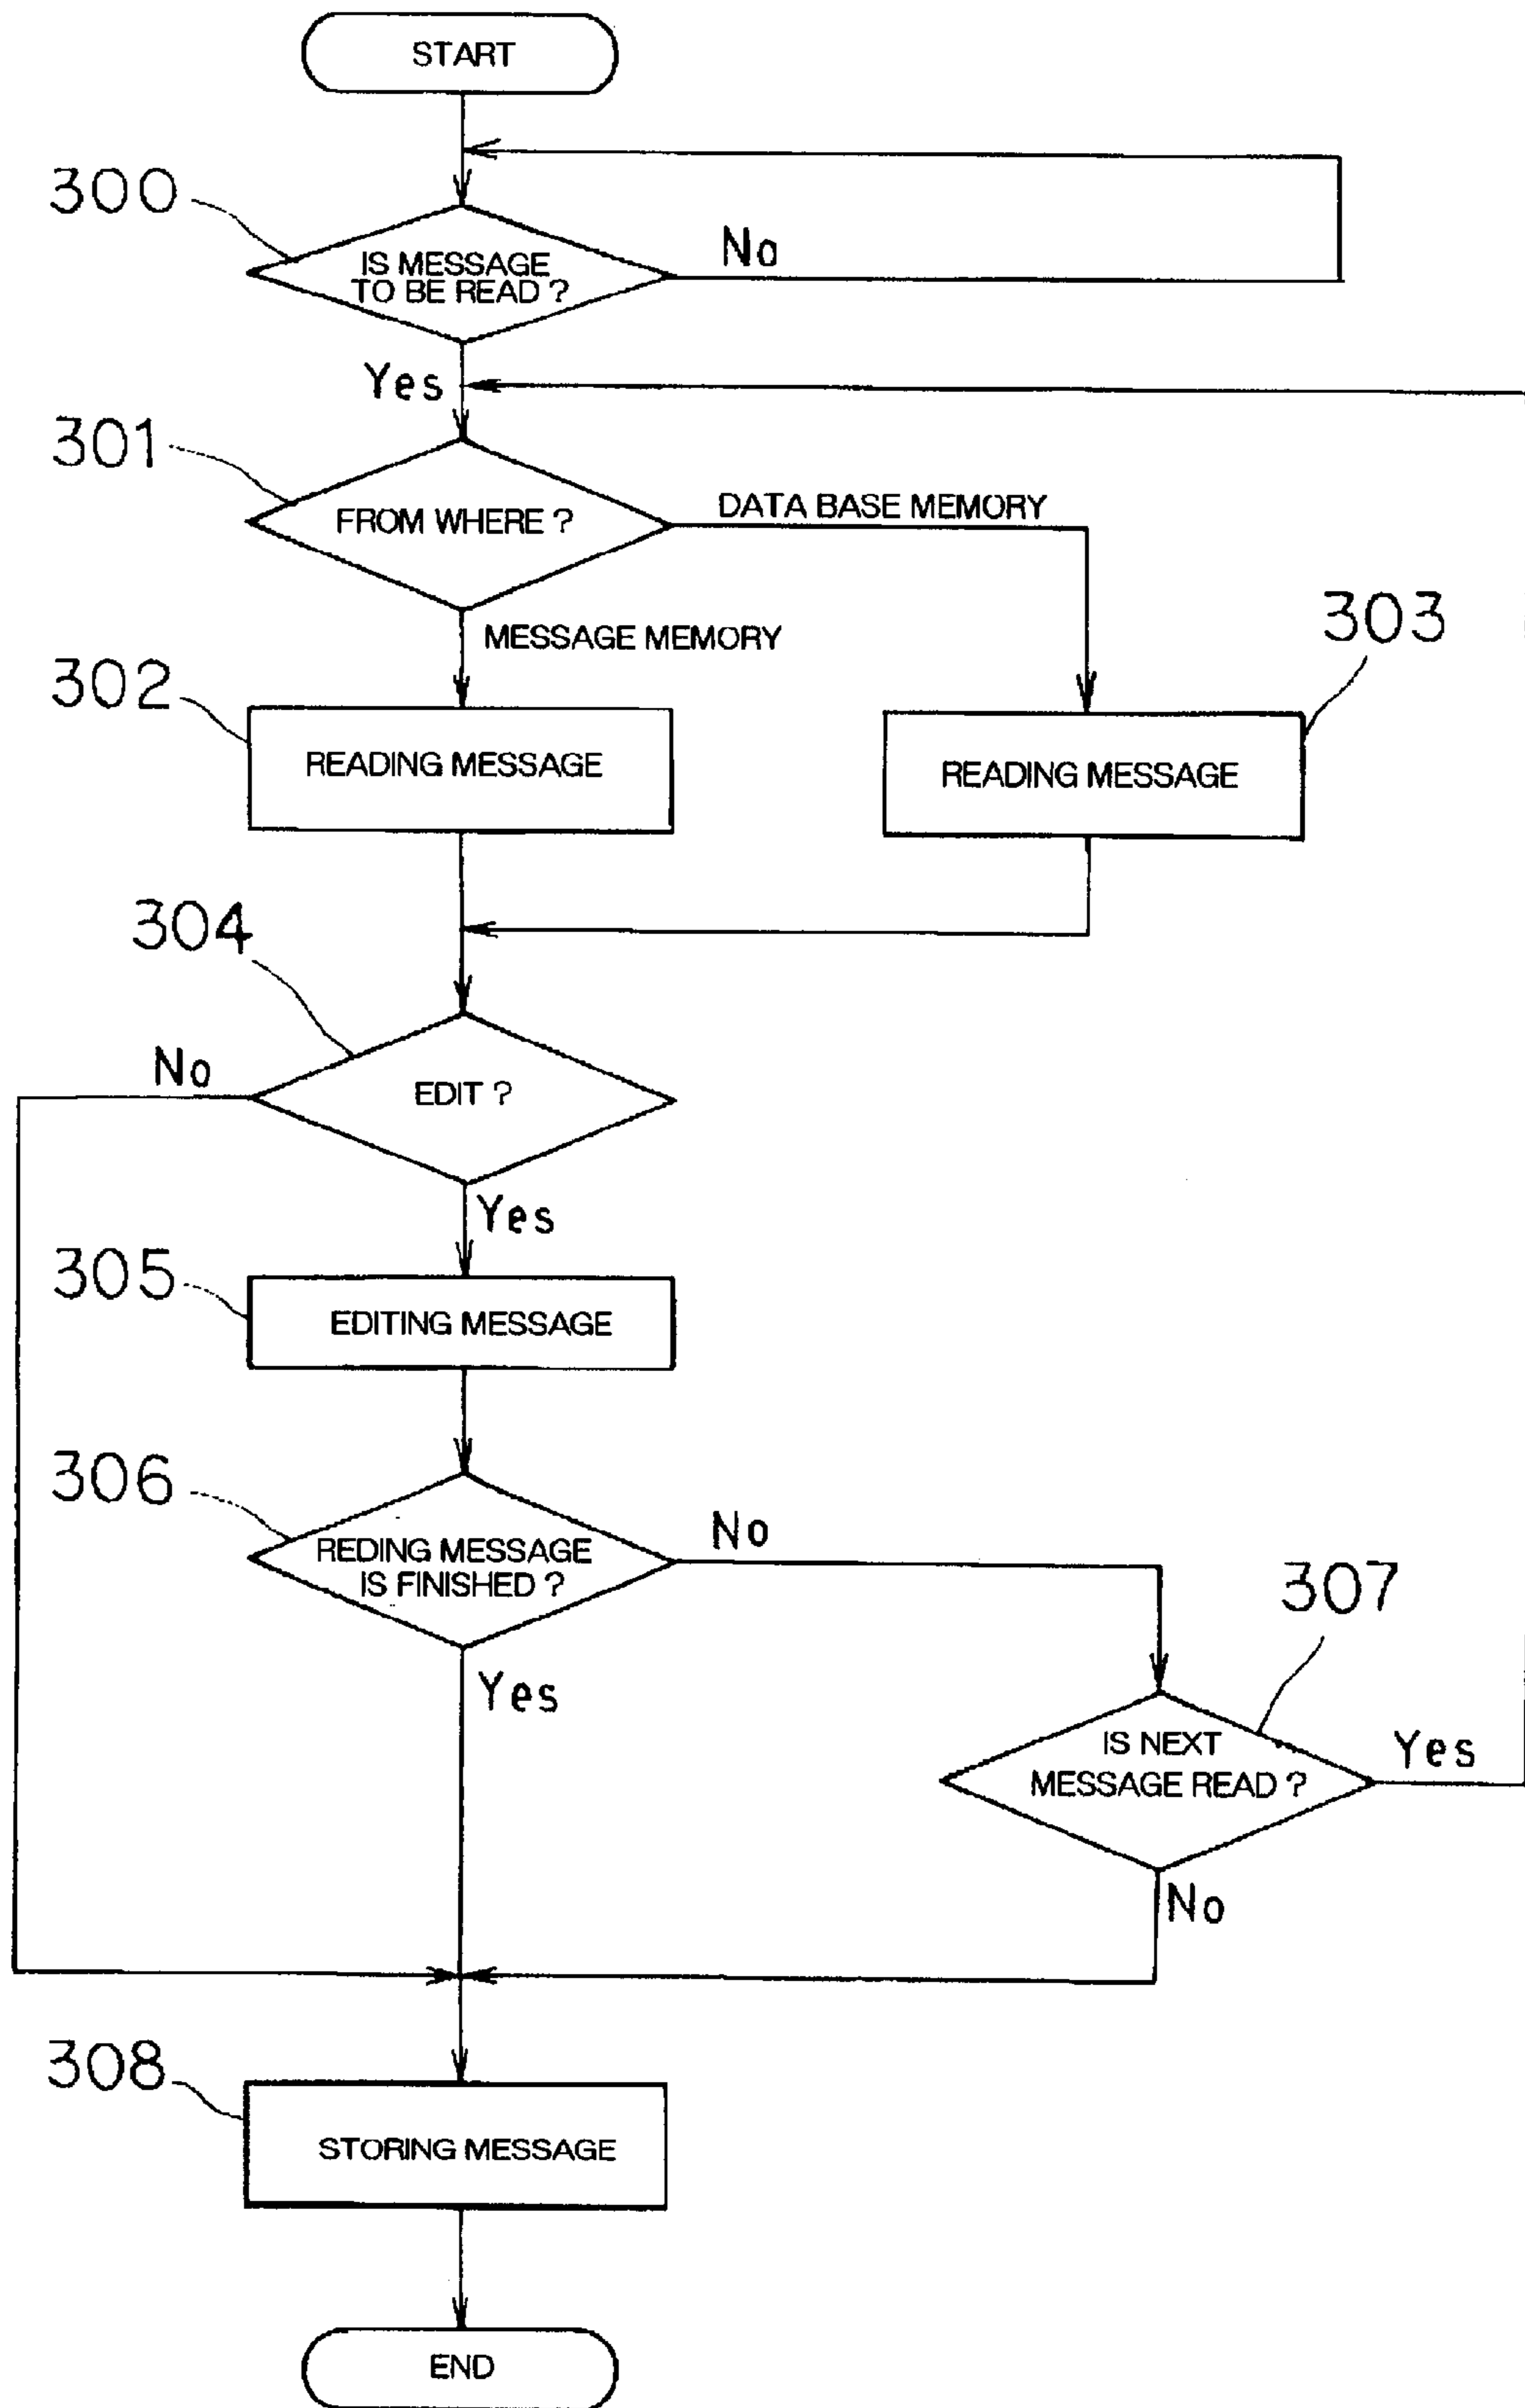 START
300
IS MESSAGE
TO BE READ ?
No
Yes
301
FROM WHERE ?
DATA BASE MEMORY
MESSAGE MEMORY
302
READING MESSAGE
303
READING MESSAGE
304
No
EDIT ?
Yes
305
EDITING MESSAGE
306
REDING MESSAGE
IS FINISHED ?
No
Yes
307
IS NEXT
MESSAGE READ ?
Yes
No
308
STORING MESSAGE
END